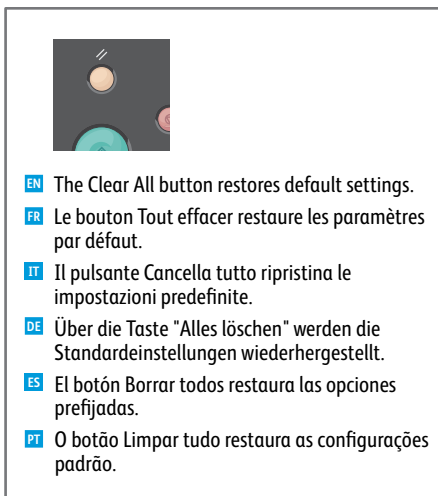 EN The Clear All button restores default settings.
FR Le bouton Tout effacer restaure les paramètres
par défaut.
IT Il pulsante Cancella tutto ripristina le
impostazioni predefinite.
DE Über die Taste "Alles löschen" werden die
Standardeinstellungen wiederhergestellt.
ES El botón Borrar todos restaura las opciones
prefijadas.
PT O botão Limpar tudo restaura as configurações
padrão.